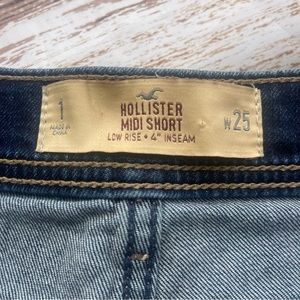 1
MADE IN
CHINA
HOLLISTER
MIDI SHORT
LOW RISE • 4" INSEAM
W25